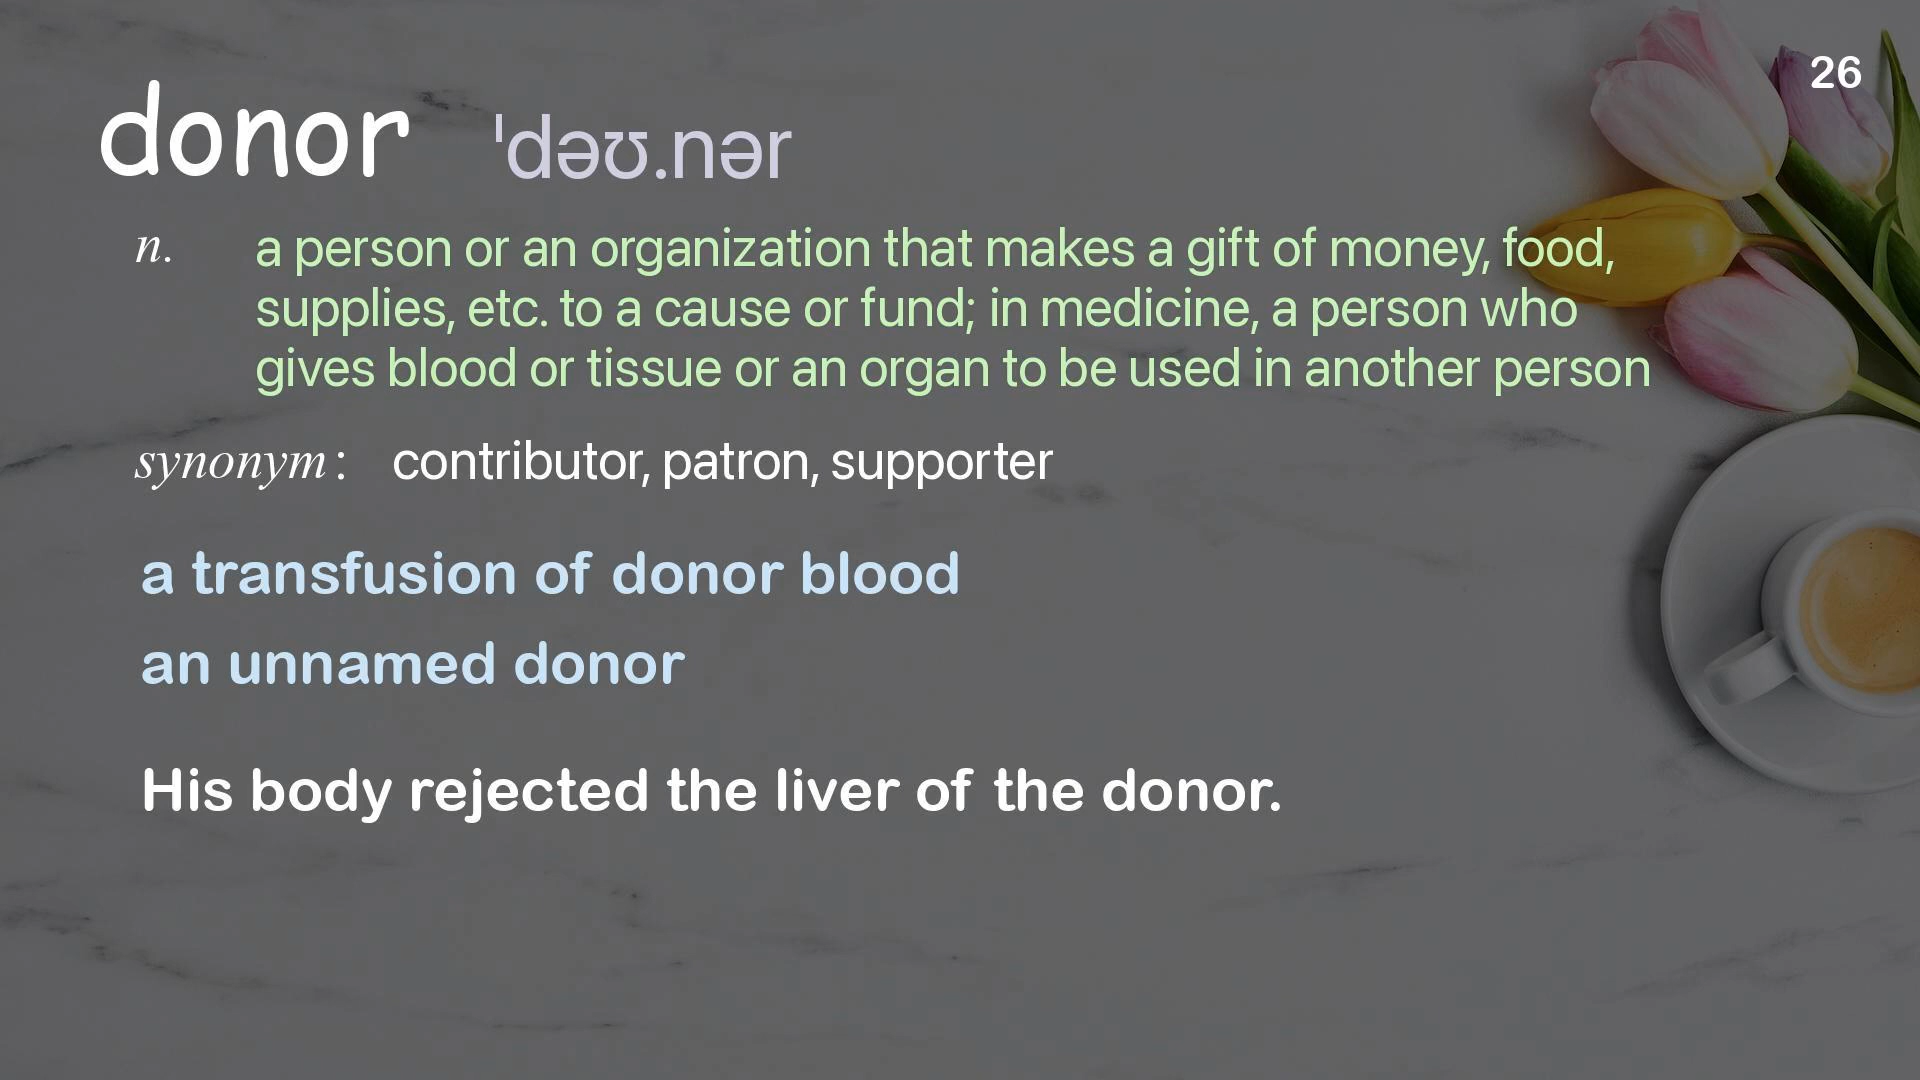 26
donor ˈdəʊ.nər
n. a person or an organization that makes a gift of money, food,
supplies, etc. to a cause or fund; in medicine, a person who
gives blood or tissue or an organ to be used in another person
synonym: contributor, patron, supporter
a transfusion of donor blood
an unnamed donor
His body rejected the liver of the donor.